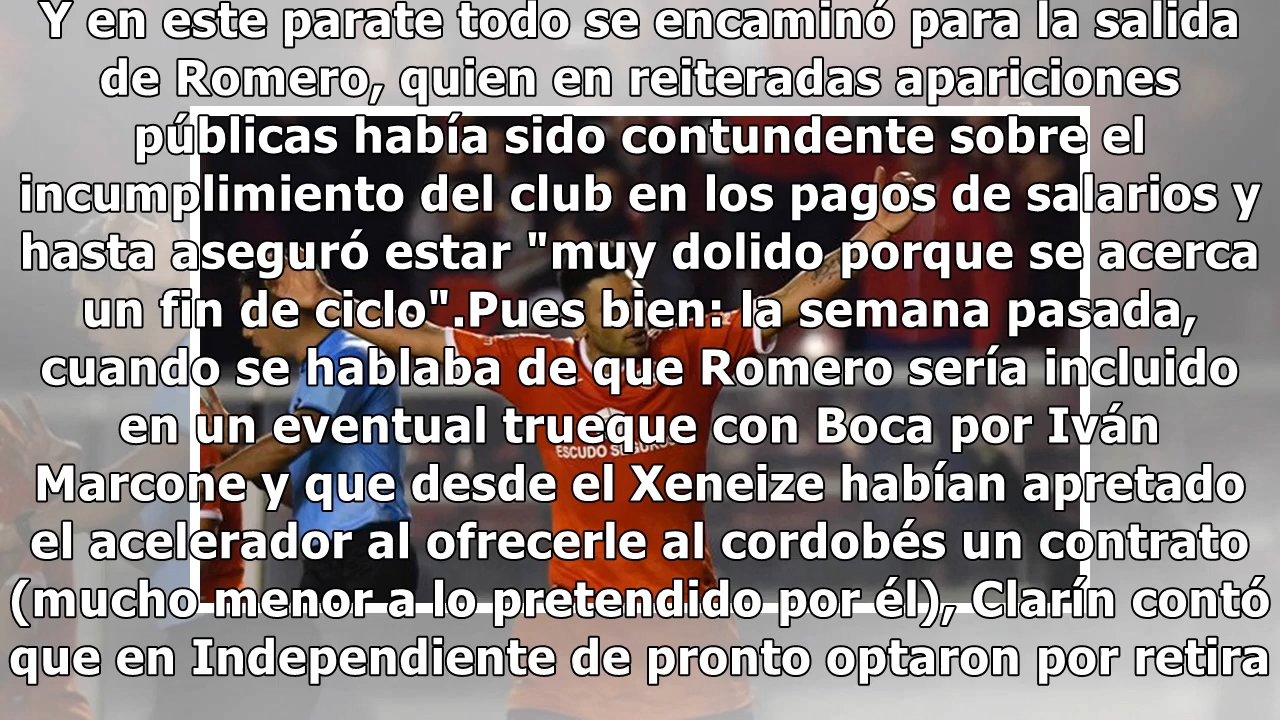 Y en este parate todo se encaminó para la salida
de Romero, quien en reiteradas apariciones
públicas había sido contundente sobre el
incumplimiento del club en los pagos de salarios y
hasta aseguró estar "muy dolido porque se acerca
un fin de ciclo".Pues bien: la semana pasada,
cuando se hablaba de que Romero sería incluido
en un eventual trueque con Boca por Iván
Marcone y que desde el Xeneize habían apretado
el acelerador al ofrecerle al cordobés un contrato
(mucho menor a lo pretendido por él), Clarín contó
que en Independiente de pronto optaron por retira
ESCUDO SEGUROS